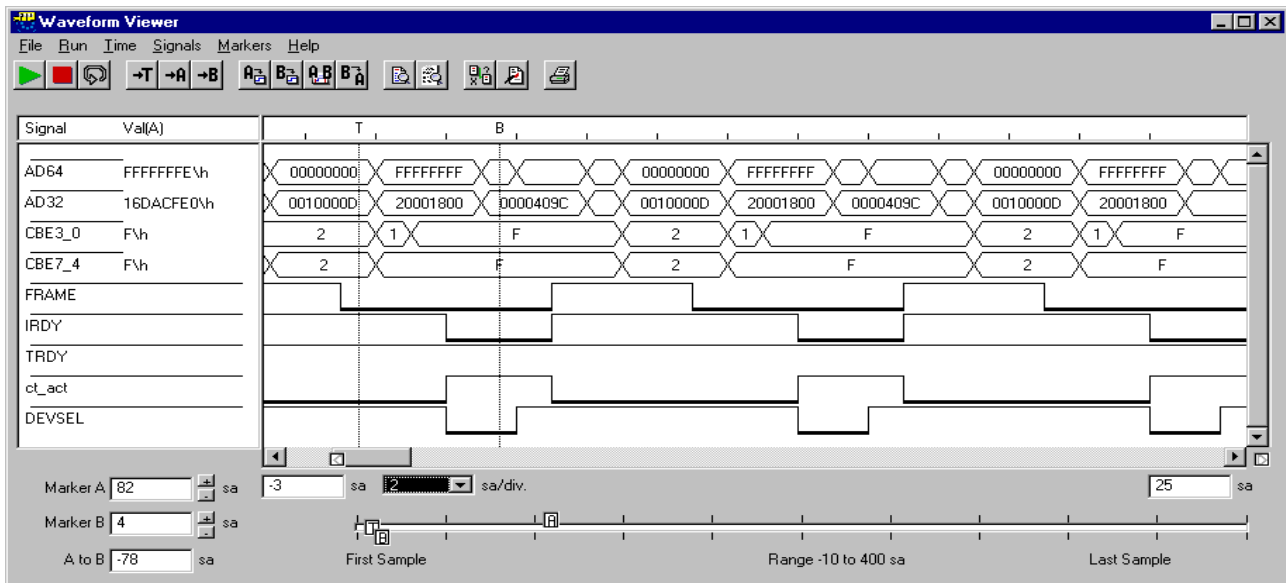 Waveform Viewer
File Run Time Signals Markers Help
→T →A →B A B A B B A
Signal Val(A) T B
AD64 FFFFFFFE\h 00000000 FFFFFFFF 00000000 FFFFFFFF 00000000 FFFFFFFF
AD32 16DACFE0\h 0010000D 20001800 0000409C 0010000D 20001800 0000409C 0010000D 20001800
CBE3_0 F\h 2 1 F 2 1 F 2 1 F
CBE7_4 F\h 2 F 2 F 2 F
FRAME
IRDY
TRDY
ct_act
DEVSEL
Marker A 82 + - sa -3 sa 2 sa/div. 25 sa
Marker B 4 + - sa T B A
A to B -78 sa First Sample Range -10 to 400 sa Last Sample